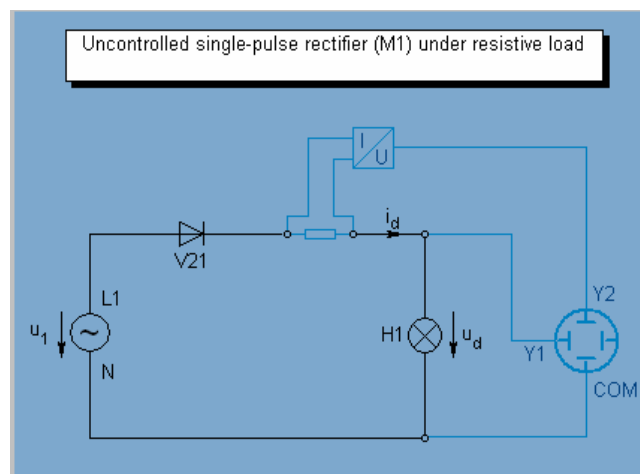 Uncontrolled single-pulse rectifier (M1) under resistive load
I
U
i_d
V21
L1
Y2
u_1
H1
u_d
Y1
N
COM